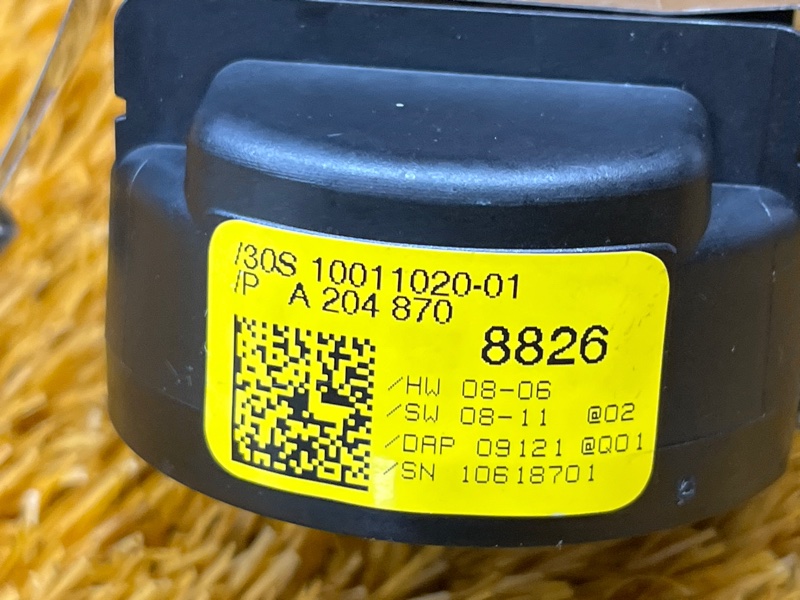 /30S 10011020-01
/P A 204 870
8826
/HW 08-06
/SW 08-11 @02
/DAP 09121 @Q01
/SN 10618701